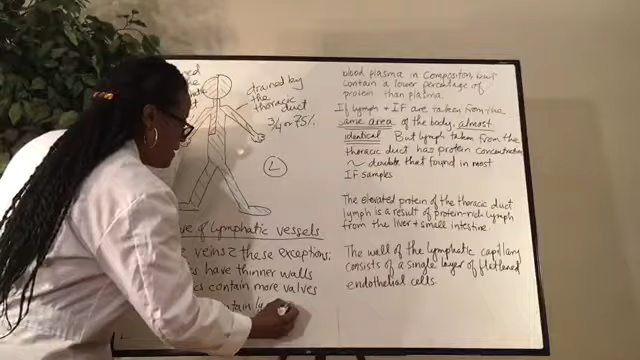 drained by
the
thoracic
duct
3/4 or 75%
L
ve of Lymphatic vessels
e veins c these exceptions:
s have thinner walls
s contain more valves
ntain ly
blood plasma in composition, but
contain a lower percentage of
protein than plasma
If lymph + IF are taken from the
same area of the body, almost
identical But lymph taken from the
thoracic duct has protein concentration
~ double that found in most
IF samples
The elevated protein of the thoracic duct
lymph is a result of protein-rich lymph
from the liver + small intestine
The wall of the lymphatic capillary
consists of a single layer of flattened
endothelial cells.